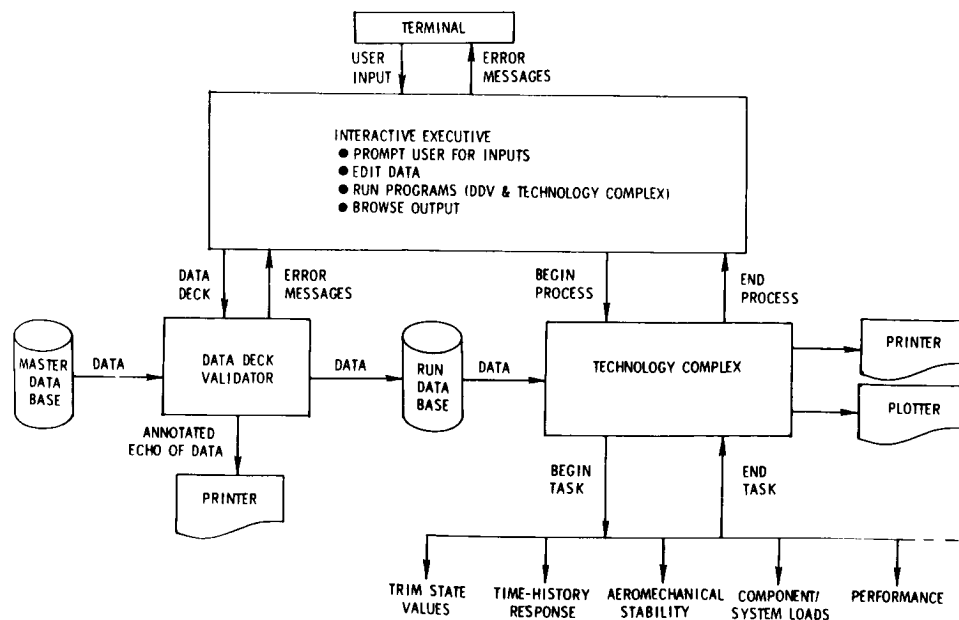 TERMINAL
USER
INPUT
ERROR
MESSAGES
INTERACTIVE EXECUTIVE
● PROMPT USER FOR INPUTS
● EDIT DATA
● RUN PROGRAMS (DDV & TECHNOLOGY COMPLEX)
● BROWSE OUTPUT
DATA
DECK
ERROR
MESSAGES
BEGIN
PROCESS
END
PROCESS
MASTER
DATA
BASE
DATA
DATA DECK
VALIDATOR
DATA
RUN
DATA
BASE
DATA
TECHNOLOGY COMPLEX
PRINTER
PLOTTER
ANNOTATED
ECHO OF DATA
PRINTER
BEGIN
TASK
END
TASK
TRIM STATE
VALUES
TIME-HISTORY
RESPONSE
AEROMECHANICAL
STABILITY
COMPONENT/
SYSTEM LOADS
PERFORMANCE